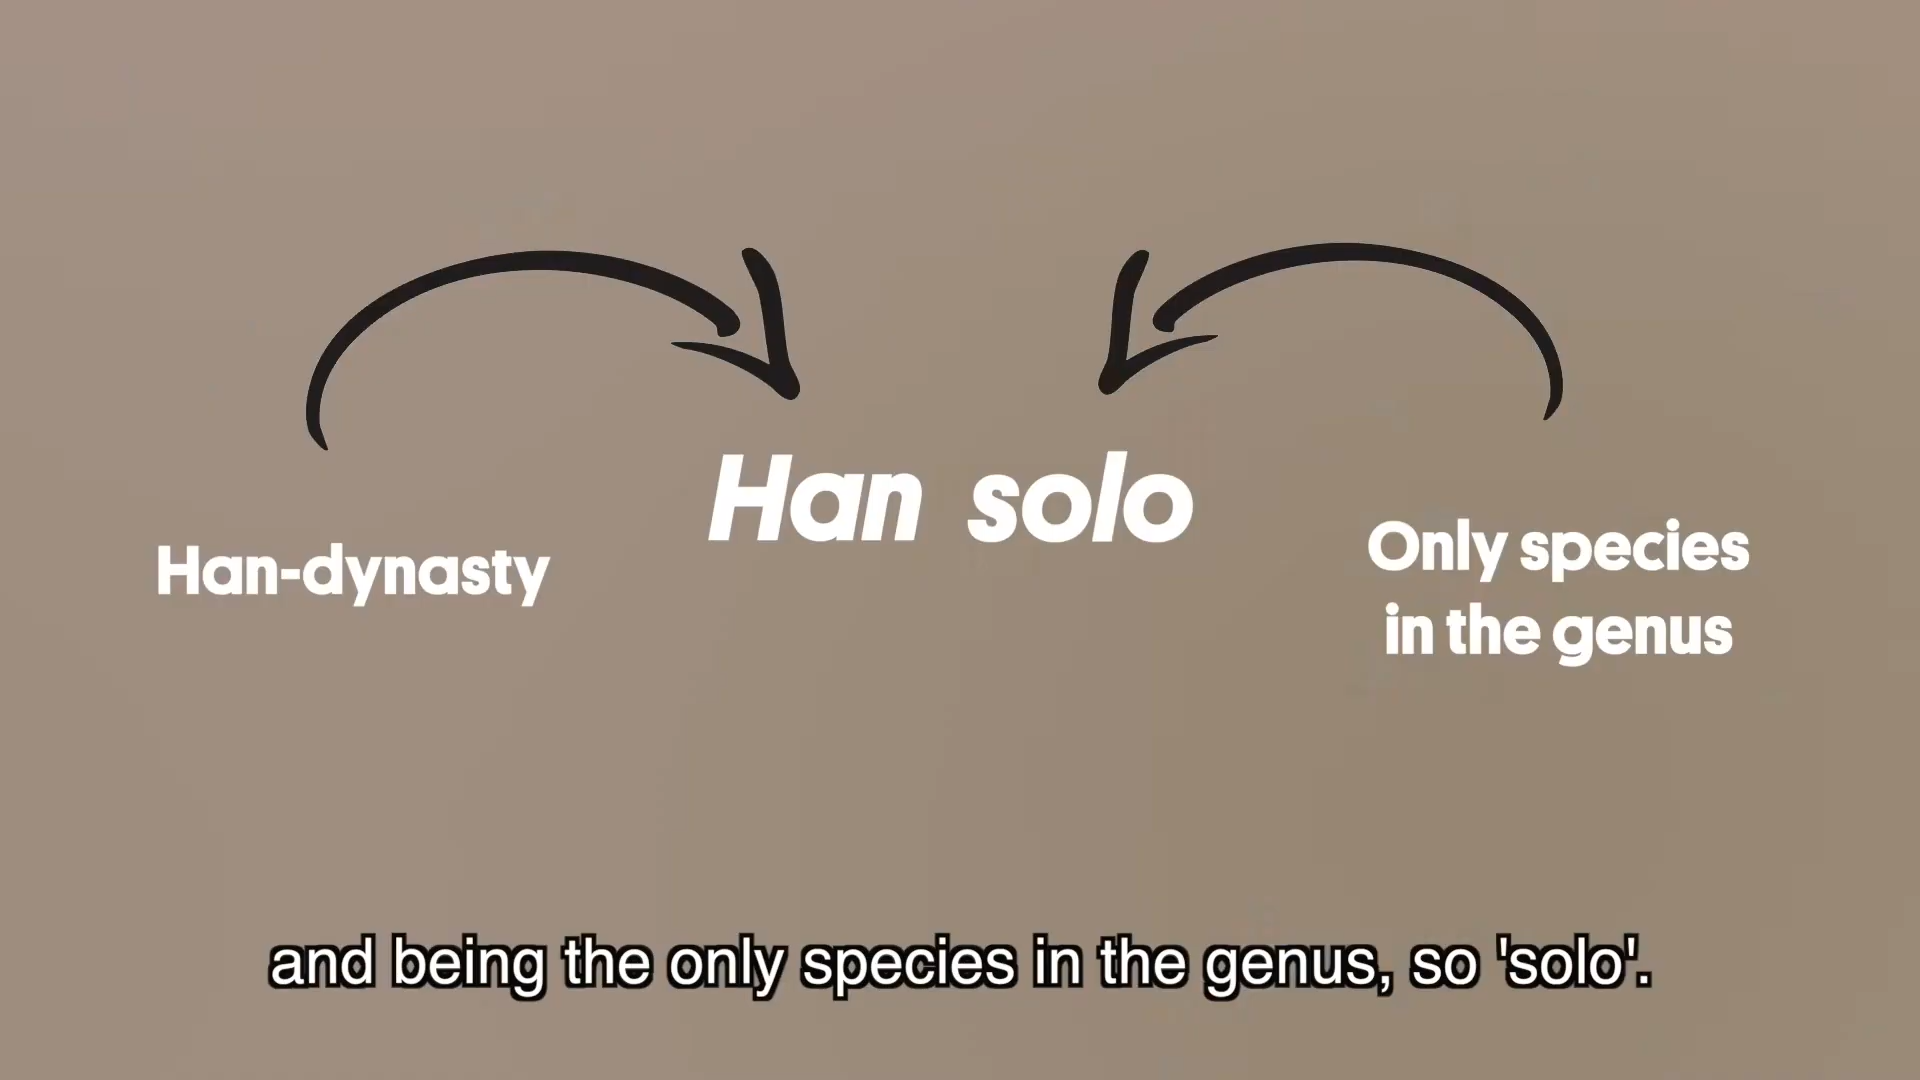 Han solo
Han-dynasty
Only species
in the genus
and being the only species in the genus, so 'solo'.